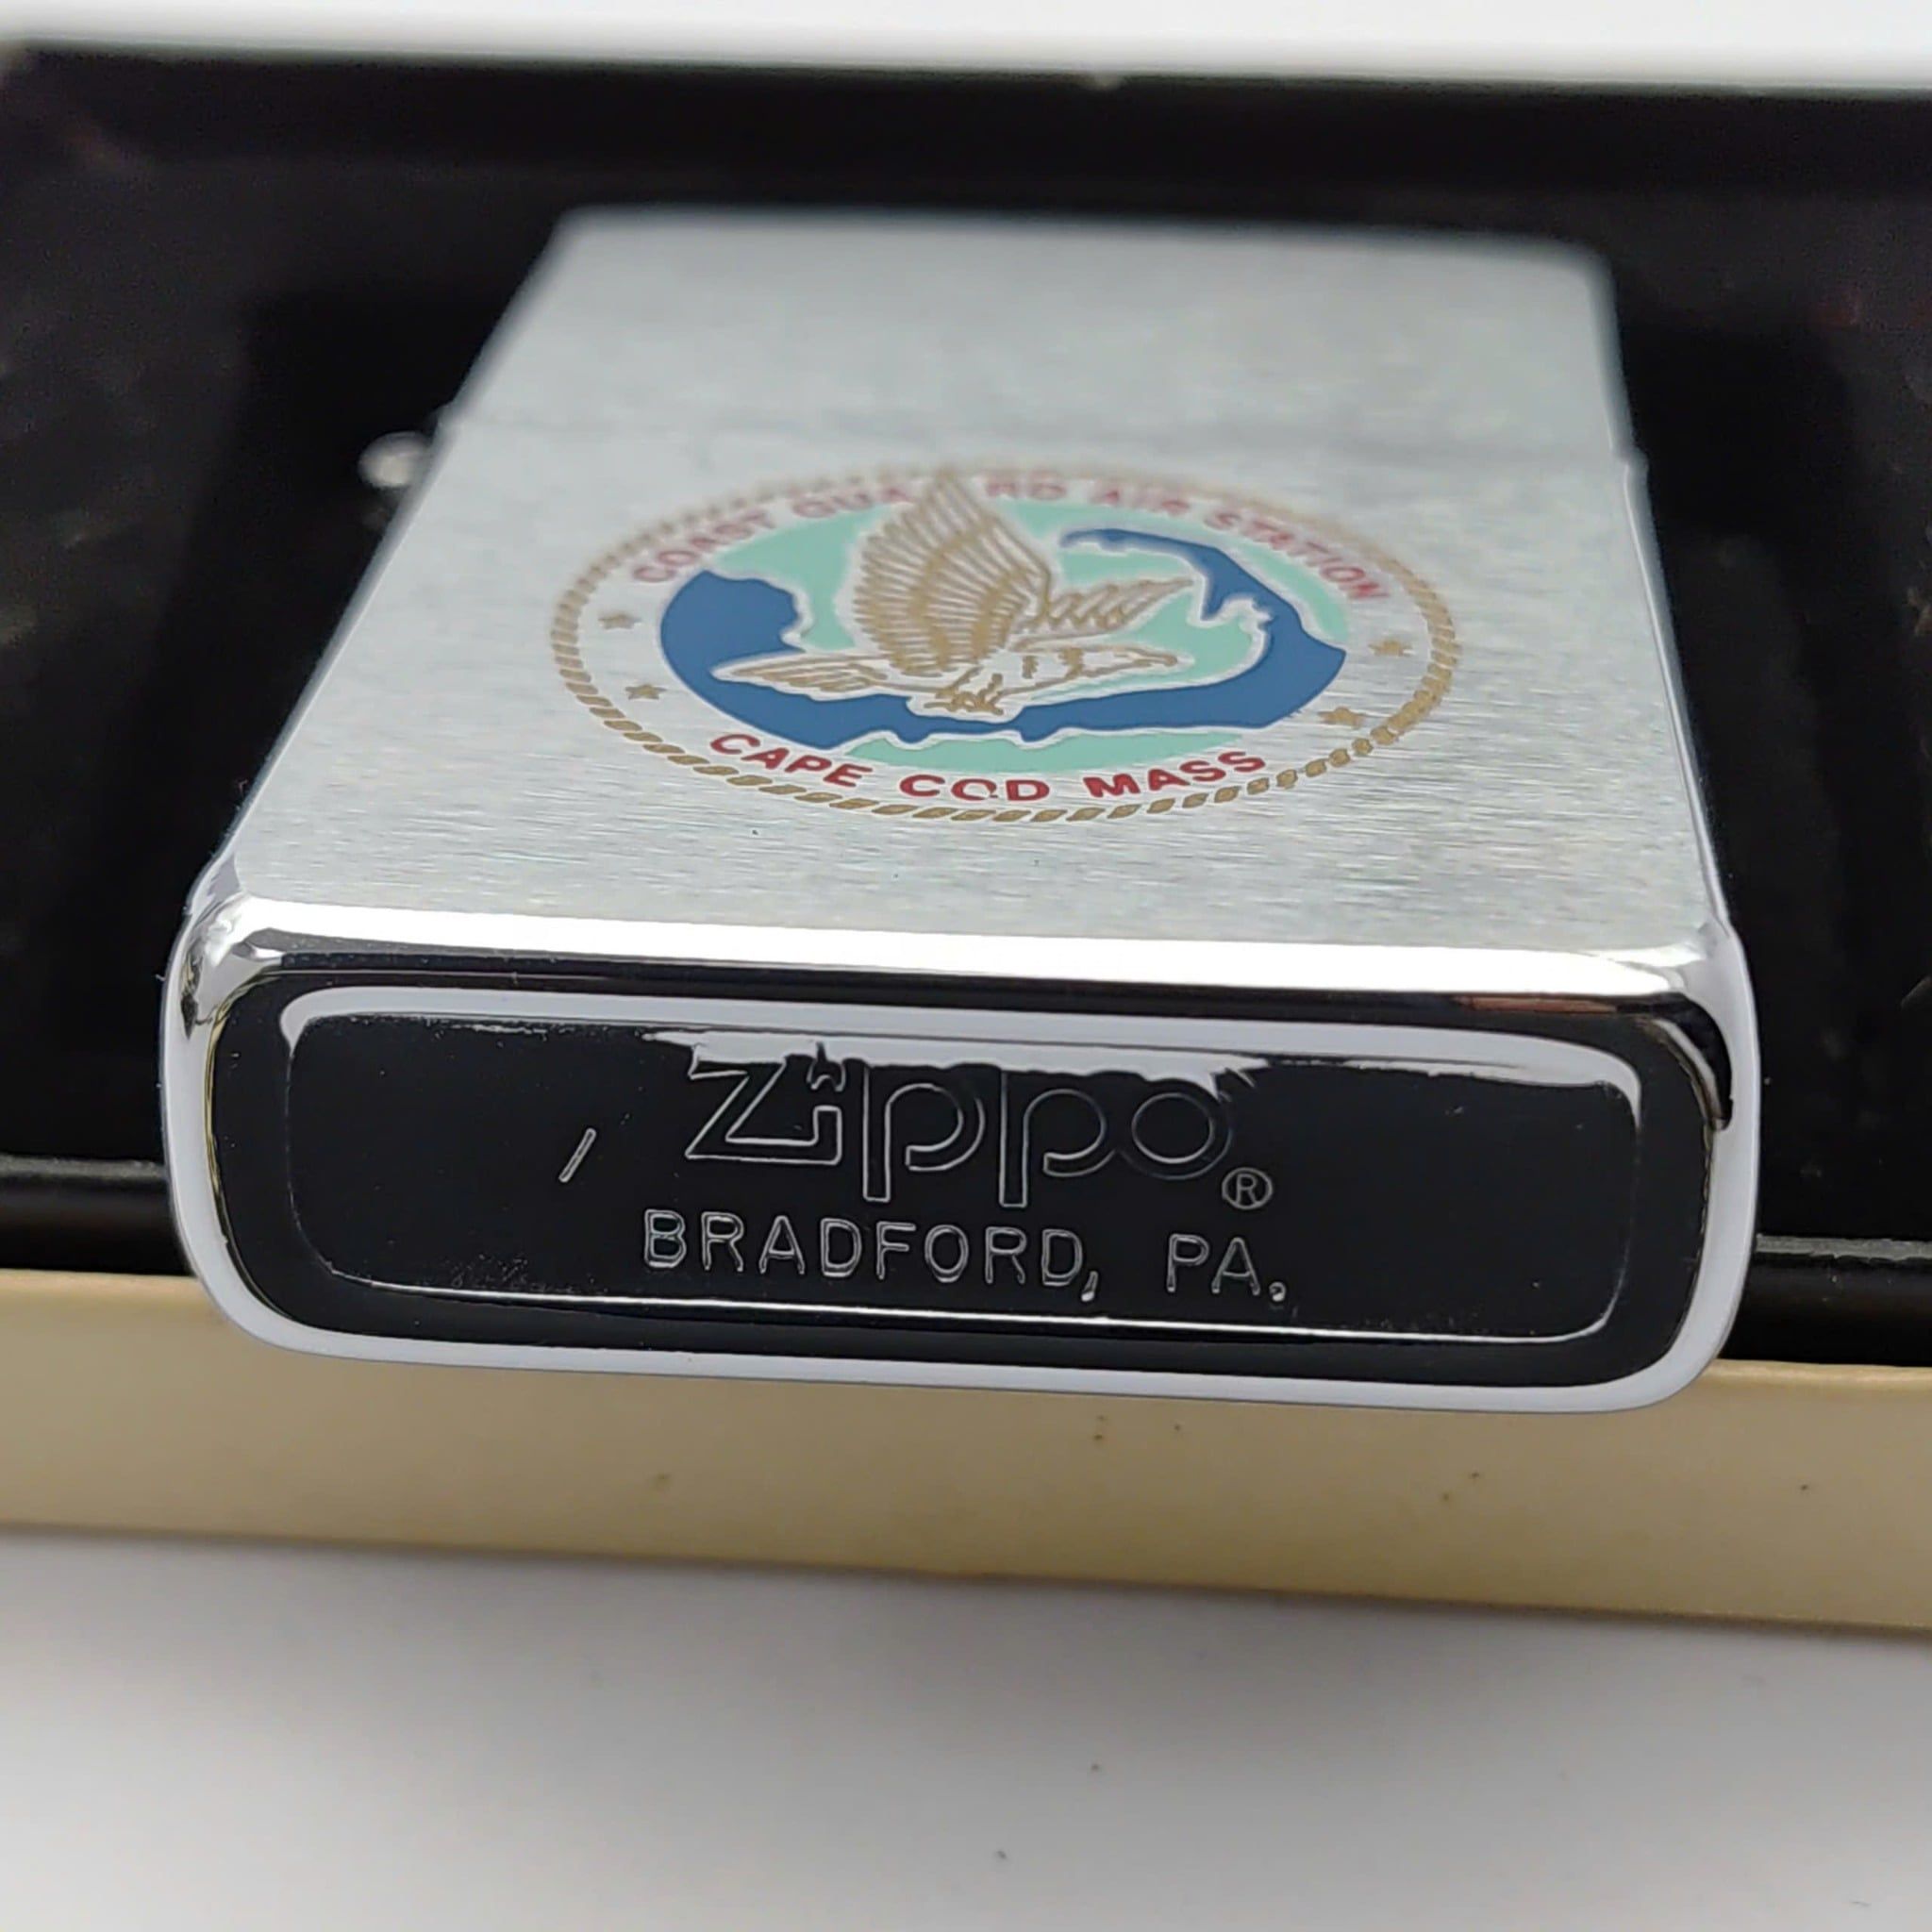 COAST GUARD AIR STATION
CAPE COD MASS
/ Zippo®
BRADFORD, PA.